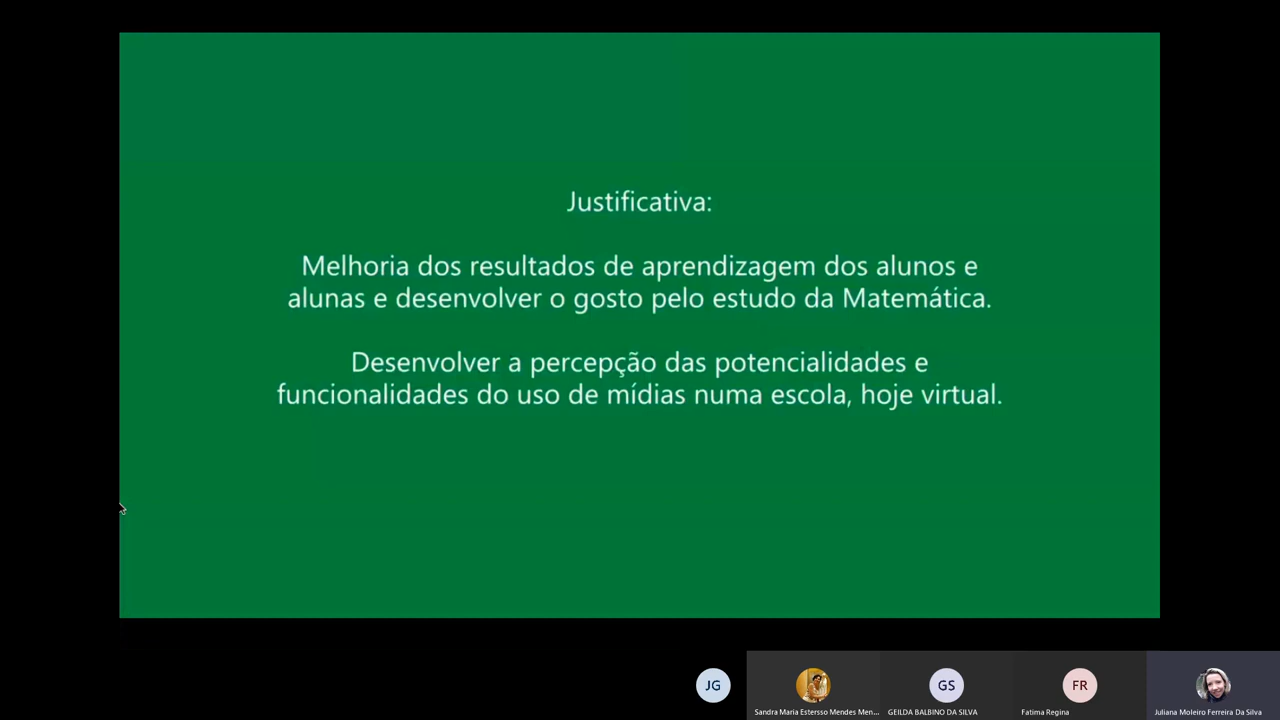 Justificativa:
Melhoria dos resultados de aprendizagem dos alunos e
alunas e desenvolver o gosto pelo estudo da Matemática.
Desenvolver a percepção das potencialidades e
funcionalidades do uso de mídias numa escola, hoje virtual.
JG
GS
FR
Sandra Maria Estersso Mendes Men...
GEILDA BALBINO DA SILVA
Fatima Regina
Juliana Moleiro Ferreira Da Silva